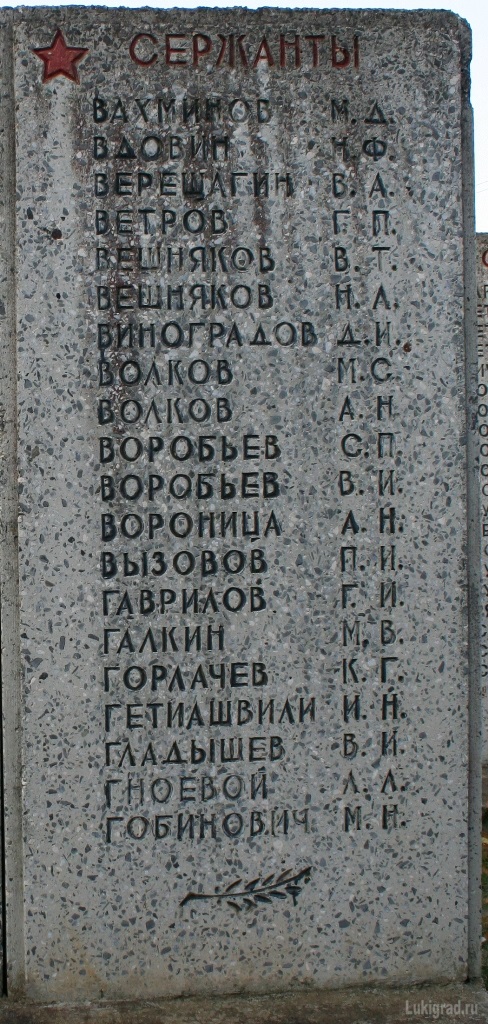 СЕРЖАНТЫ
ВАХМИНОВ М. Д.
ВДОВИН Н.Ф.
ВЕРЕЩАГИН В. А.
ВЕТРОВ Г. П.
ВЕШНЯКОВ В. Т.
ВЕШНЯКОВ Н. А.
ВИНОГРАДОВ Д. И.
ВОЛКОВ М. С.
ВОЛКОВ А. Н
ВОРОБЬЕВ С. П
ВОРОБЬЕВ В. И.
ВОРОНИЦА А. Н.
ВЫЗОВОВ П. И.
ГАВРИЛОВ Г. И.
ГАЛКИН М. В.
ГОРЛАЧЕВ К. Г.
ГЕТИАШВИЛИ И. Н.
ГЛАДЫШЕВ В. И.
ГНОЕВОЙ Л. Л.
ГОБИНОВИЧ М. Н.
Lukigrad.ru